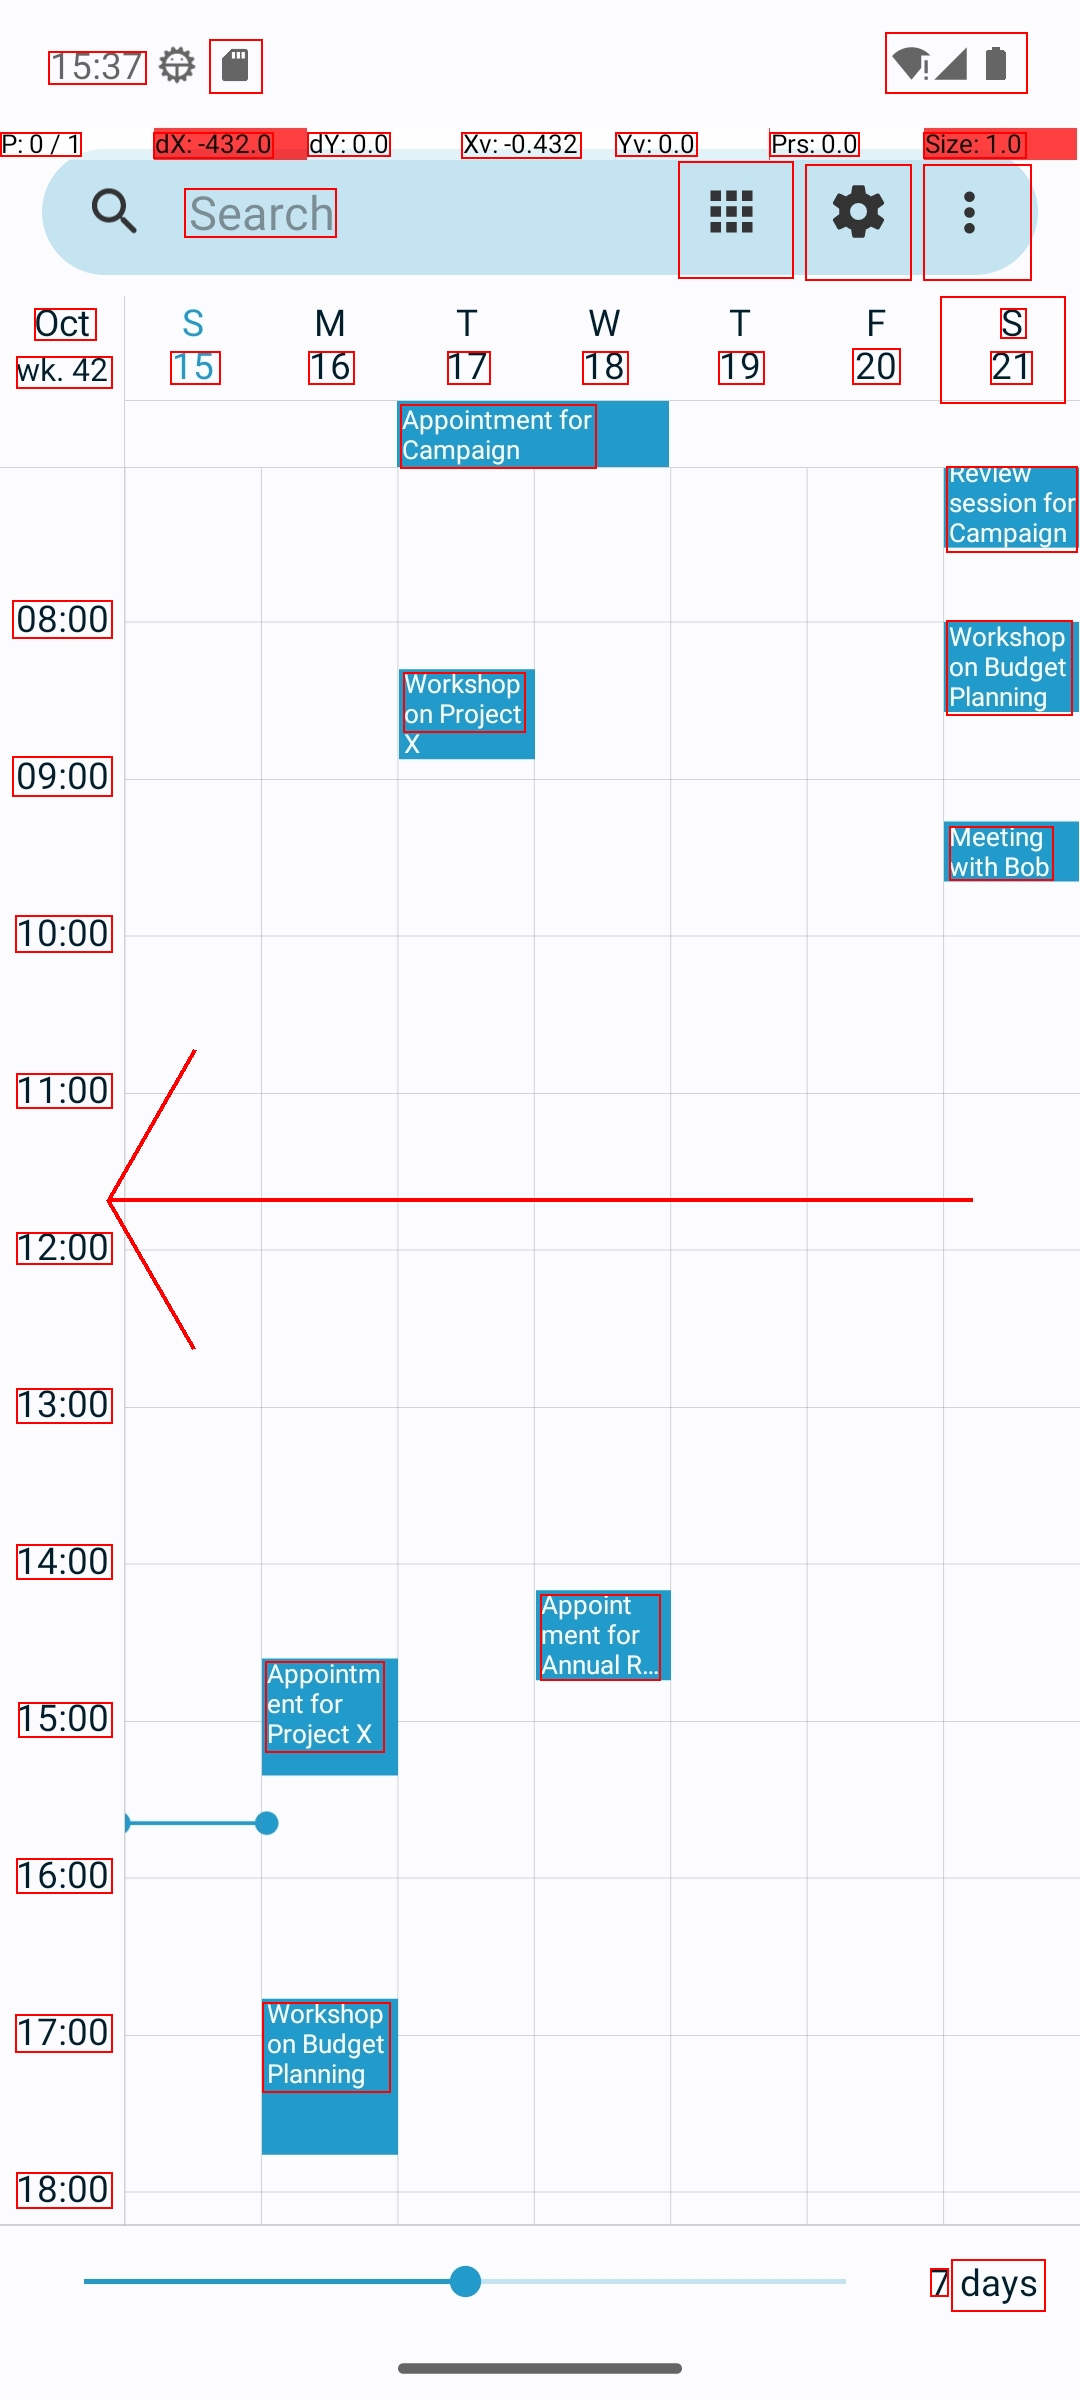 15:37
P: 0 / 1 dX: -432.0 dY: 0.0 Xv: -0.432 Yv: 0.0 Prs: 0.0 Size: 1.0
Search
Oct S M T W T F S
wk. 42 15 16 17 18 19 20 21
Appointment for
Campaign
Review
session for
Campaign
08:00
Workshop
on Budget
Planning
Workshop
on Project
X
09:00
Meeting
with Bob
10:00
11:00
12:00
13:00
14:00
Appoint
ment for
Annual R...
Appointm
ent for
Project X
15:00
16:00
17:00
Workshop
on Budget
Planning
18:00
7 days